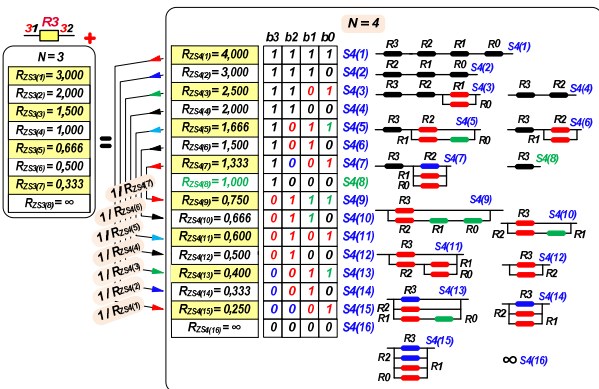 31 R3 32 +
N = 3
RZS3(1) = 3,000
RZS3(2) = 2,000
RZS3(3) = 1,500
RZS3(4) = 1,000
RZS3(5) = 0,666
RZS3(6) = 0,500
RZS3(7) = 0,333
RZS3(8) = ∞
=
1 / RZS4(7)
1 / RZS4(6)
1 / RZS4(5)
1 / RZS4(4)
1 / RZS4(3)
1 / RZS4(2)
1 / RZS4(1)
N = 4
b3 b2 b1 b0
RZS4(1) = 4,000 1 1 1 1 S4(1)
RZS4(2) = 3,000 1 1 1 0 S4(2)
RZS4(3) = 2,500 1 1 0 1 S4(3)
RZS4(4) = 2,000 1 1 0 0 S4(4)
RZS4(5) = 1,666 1 0 1 1 S4(5)
RZS4(6) = 1,500 1 0 1 0 S4(6)
RZS4(7) = 1,333 1 0 0 1 S4(7)
RZS4(8) = 1,000 1 0 0 0 S4(8)
RZS4(9) = 0,750 0 1 1 1 S4(9)
RZS4(10) = 0,666 0 1 1 0 S4(10)
RZS4(11) = 0,600 0 1 0 1 S4(11)
RZS4(12) = 0,500 0 1 0 0 S4(12)
RZS4(13) = 0,400 0 0 1 1 S4(13)
RZS4(14) = 0,333 0 0 1 0 S4(14)
RZS4(15) = 0,250 0 0 0 1 S4(15)
RZS4(16) = ∞ 0 0 0 0 S4(16)
R3 R2 R1 R0 S4(1)
R3 R2 R1 R0 S4(2)
R3 R2 R1 R0 S4(3)
R3 R2 S4(4)
R3 R2 R1 R0 S4(5)
R3 R2 R1 S4(6)
R3 R2 R1 R0 S4(7)
R3 S4(8)
R3 R2 R1 R0 S4(9)
R3 R2 R1 S4(10)
R3 R2 R1 R0 S4(11)
R3 R2 S4(12)
R3 R2 R1 R0 S4(13)
R3 R2 R1 S4(14)
R3 R2 R1 R0 S4(15)
∞ S4(16)